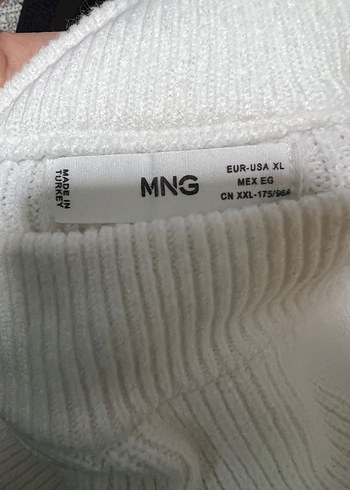 MADE IN
TURKEY
MNG
EUR-USA XL
MEX EG
CN XXL-175/96A